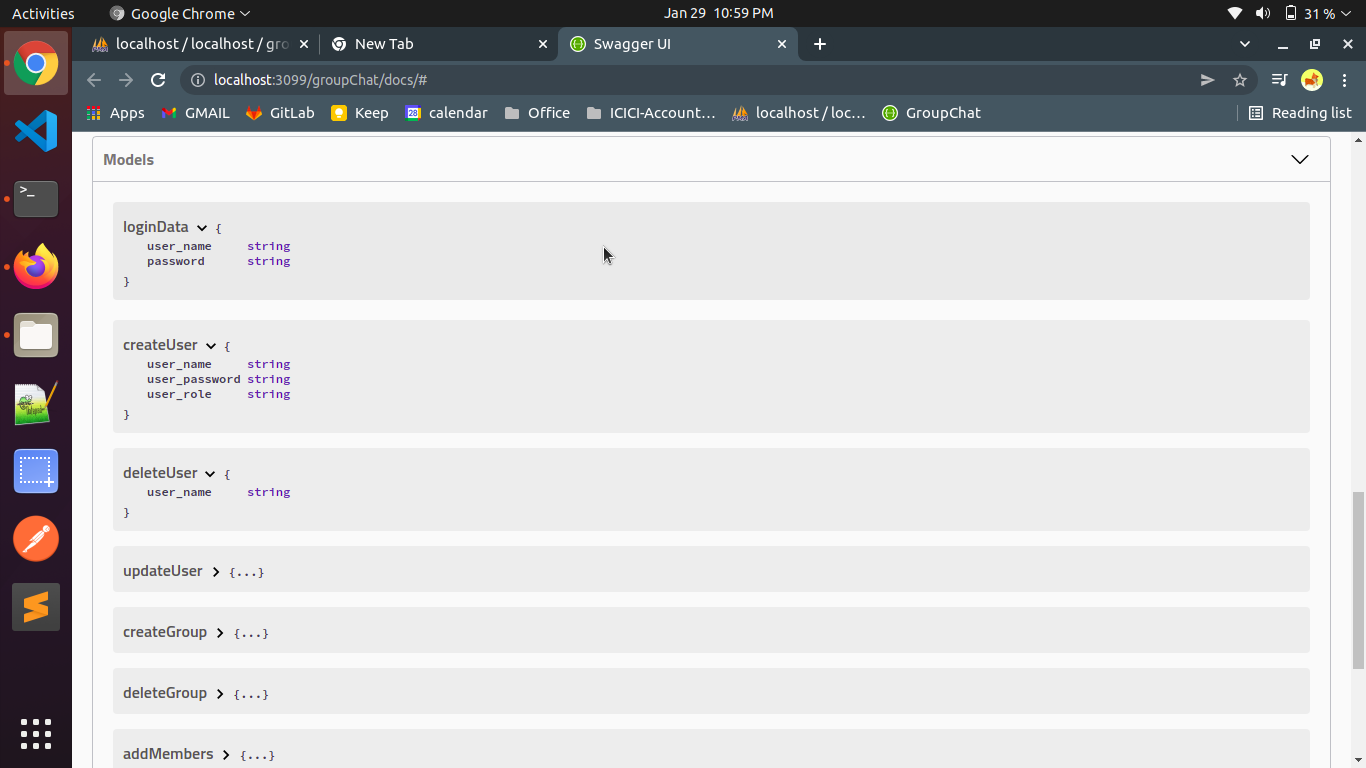 Activities
Google Chrome
Jan 29 10:59 PM
31 %
localhost / localhost / gro
New Tab
Swagger UI
localhost:3099/groupChat/docs/#
Apps
GMAIL
GitLab
Keep
28
calendar
Office
ICICI-Account…
localhost / loc…
GroupChat
Reading list
>_
Models
loginData {
user_name string
password string
}
createUser {
user_name string
user_password string
user_role string
}
deleteUser {
user_name string
}
updateUser {...}
createGroup {...}
deleteGroup {...}
addMembers {...}